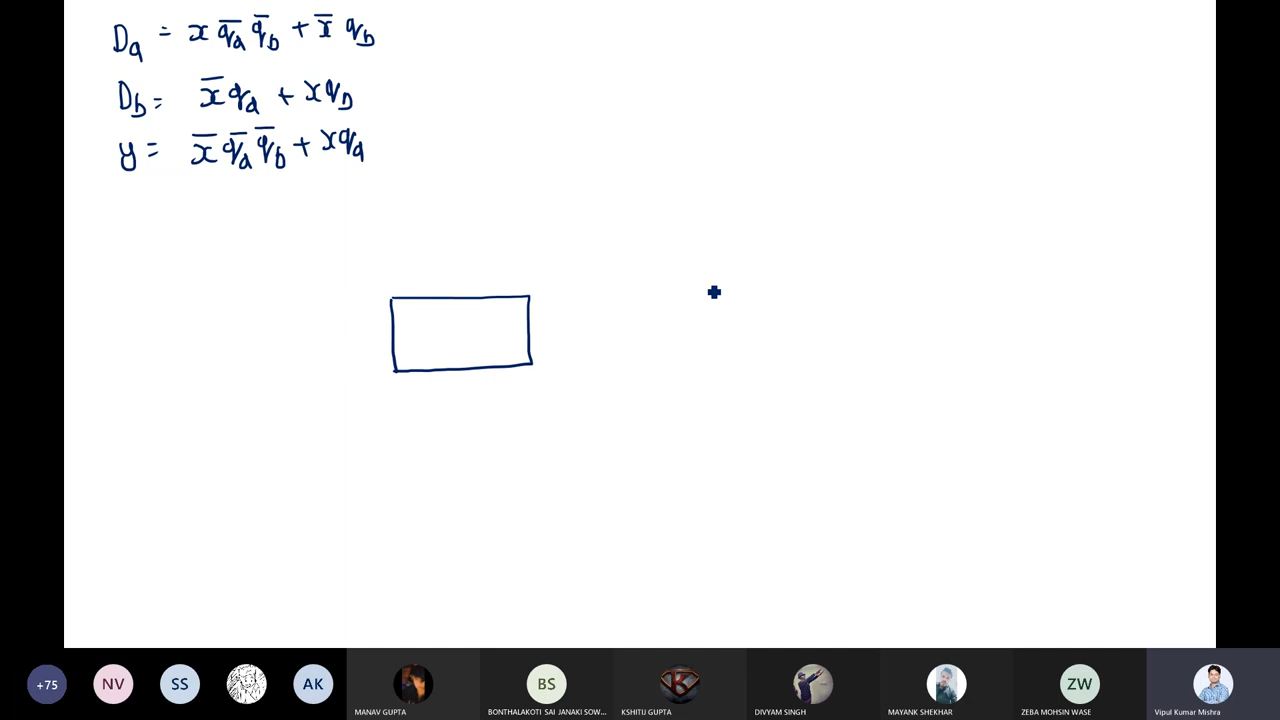 Da = x q̅a q̅b + x̅ qb
Db = x̅ qa + x qb
y = x̅ q̅a q̅b + x qa
+75 NV SS AK BS ZW
MANAV GUPTA BONTHALAKOTI SAI JANAKI SOW... KSHITIJ GUPTA DIVYAM SINGH MAYANK SHEKHAR ZEBA MOHSIN WASE Vipul Kumar Mishra